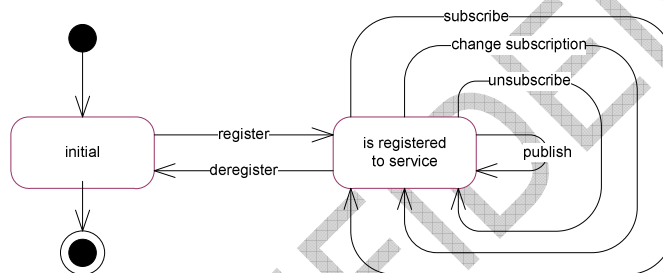 subscribe
change subscription
unsubscribe
register
initial
is registered
to service
publish
deregister